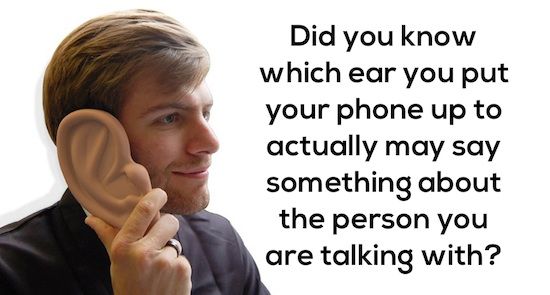 Did you know
which ear you put
your phone up to
actually may say
something about
the person you
are talking with?